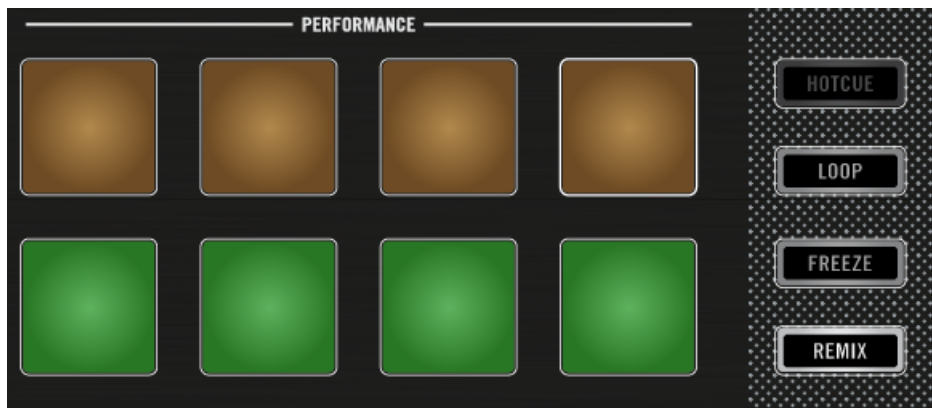 PERFORMANCE
HOTCUE
LOOP
FREEZE
REMIX